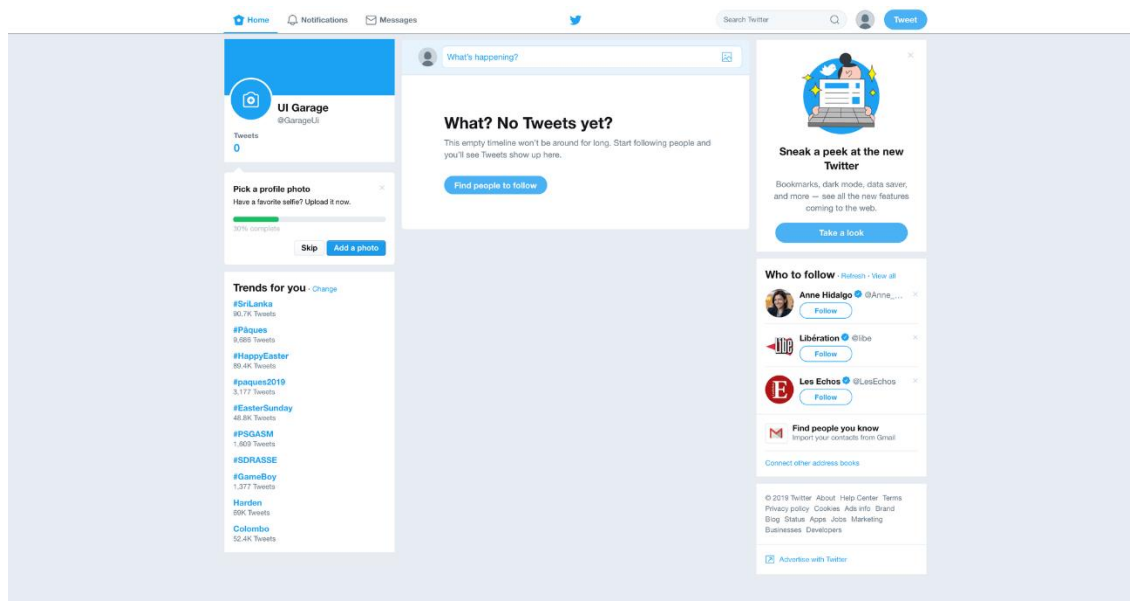 Home Notifications Messages Search Twitter Tweet
UI Garage
@GarageUi
Tweets
0
Pick a profile photo
Have a favorite selfie? Upload it now.
30% complete
Skip Add a photo
Trends for you · Change
#SriLanka
90.7K Tweets
#Pâques
9,686 Tweets
#HappyEaster
89.4K Tweets
#paques2019
3,177 Tweets
#EasterSunday
46.8K Tweets
#PSGASM
1,609 Tweets
#SDRASSE
#GameBoy
1,377 Tweets
Harden
69K Tweets
Colombo
52.4K Tweets
What's happening?
What? No Tweets yet?
This empty timeline won't be around for long. Start following people and
you'll see Tweets show up here.
Find people to follow
Sneak a peek at the new
Twitter
Bookmarks, dark mode, data saver,
and more — see all the new features
coming to the web.
Take a look
Who to follow · Refresh · View all
Anne Hidalgo @Anne_...
Follow
Libe
Libération @libe
Follow
E
Les Echos @LesEchos
Follow
Find people you know
Import your contacts from Gmail
Connect other address books
© 2019 Twitter About Help Center Terms
Privacy policy Cookies Ads info Brand
Blog Status Apps Jobs Marketing
Businesses Developers
Advertise with Twitter